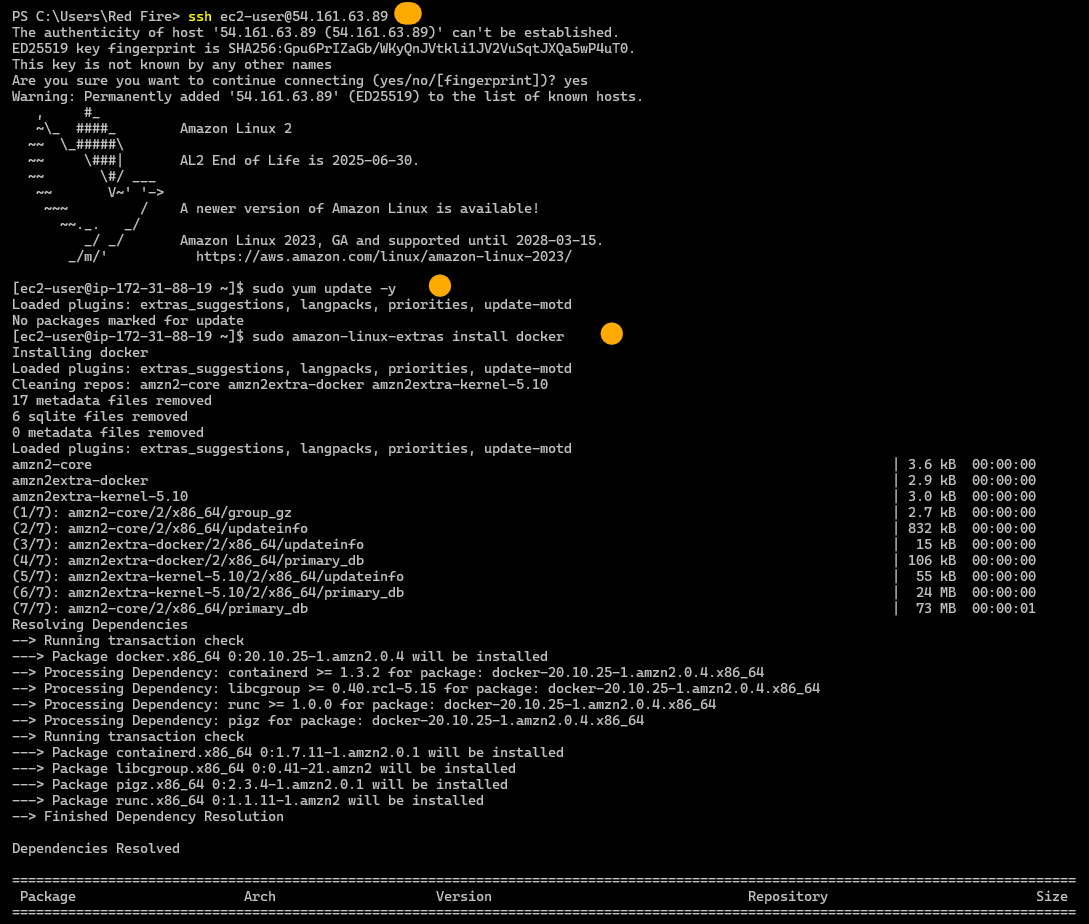 PS C:\Users\Red Fire> ssh ec2-user@54.161.63.89
The authenticity of host '54.161.63.89 (54.161.63.89)' can't be established.
ED25519 key fingerprint is SHA256:Gpu6PrIZaGb/WKyQnJVtkli1JV2VuSqtJXQa5wP4uT0.
This key is not known by any other names
Are you sure you want to continue connecting (yes/no/[fingerprint])? yes
Warning: Permanently added '54.161.63.89' (ED25519) to the list of known hosts.
   ,     #_
   ~\_  ####_        Amazon Linux 2
  ~~  \_#####\
  ~~     \###|       AL2 End of Life is 2025-06-30.
  ~~       \#/ ___
   ~~       V~' '->
    ~~~         /    A newer version of Amazon Linux is available!
      ~~._.   _/
         _/ _/       Amazon Linux 2023, GA and supported until 2028-03-15.
       _/m/'           https://aws.amazon.com/linux/amazon-linux-2023/
[ec2-user@ip-172-31-88-19 ~]$ sudo yum update -y
Loaded plugins: extras_suggestions, langpacks, priorities, update-motd
No packages marked for update
[ec2-user@ip-172-31-88-19 ~]$ sudo amazon-linux-extras install docker
Installing docker
Loaded plugins: extras_suggestions, langpacks, priorities, update-motd
Cleaning repos: amzn2-core amzn2extra-docker amzn2extra-kernel-5.10
17 metadata files removed
6 sqlite files removed
0 metadata files removed
Loaded plugins: extras_suggestions, langpacks, priorities, update-motd
amzn2-core | 3.6 kB  00:00:00
amzn2extra-docker | 2.9 kB  00:00:00
amzn2extra-kernel-5.10 | 3.0 kB  00:00:00
(1/7): amzn2-core/2/x86_64/group_gz | 2.7 kB  00:00:00
(2/7): amzn2-core/2/x86_64/updateinfo | 832 kB  00:00:00
(3/7): amzn2extra-docker/2/x86_64/updateinfo |  15 kB  00:00:00
(4/7): amzn2extra-docker/2/x86_64/primary_db | 106 kB  00:00:00
(5/7): amzn2extra-kernel-5.10/2/x86_64/updateinfo |  55 kB  00:00:00
(6/7): amzn2extra-kernel-5.10/2/x86_64/primary_db |  24 MB  00:00:00
(7/7): amzn2-core/2/x86_64/primary_db |  73 MB  00:00:01
Resolving Dependencies
--> Running transaction check
---> Package docker.x86_64 0:20.10.25-1.amzn2.0.4 will be installed
--> Processing Dependency: containerd >= 1.3.2 for package: docker-20.10.25-1.amzn2.0.4.x86_64
--> Processing Dependency: libcgroup >= 0.40.rc1-5.15 for package: docker-20.10.25-1.amzn2.0.4.x86_64
--> Processing Dependency: runc >= 1.0.0 for package: docker-20.10.25-1.amzn2.0.4.x86_64
--> Processing Dependency: pigz for package: docker-20.10.25-1.amzn2.0.4.x86_64
--> Running transaction check
---> Package containerd.x86_64 0:1.7.11-1.amzn2.0.1 will be installed
---> Package libcgroup.x86_64 0:0.41-21.amzn2 will be installed
---> Package pigz.x86_64 0:2.3.4-1.amzn2.0.1 will be installed
---> Package runc.x86_64 0:1.1.11-1.amzn2 will be installed
--> Finished Dependency Resolution
Dependencies Resolved
=====================================================================================================================================
 Package    Arch    Version    Repository    Size
=====================================================================================================================================